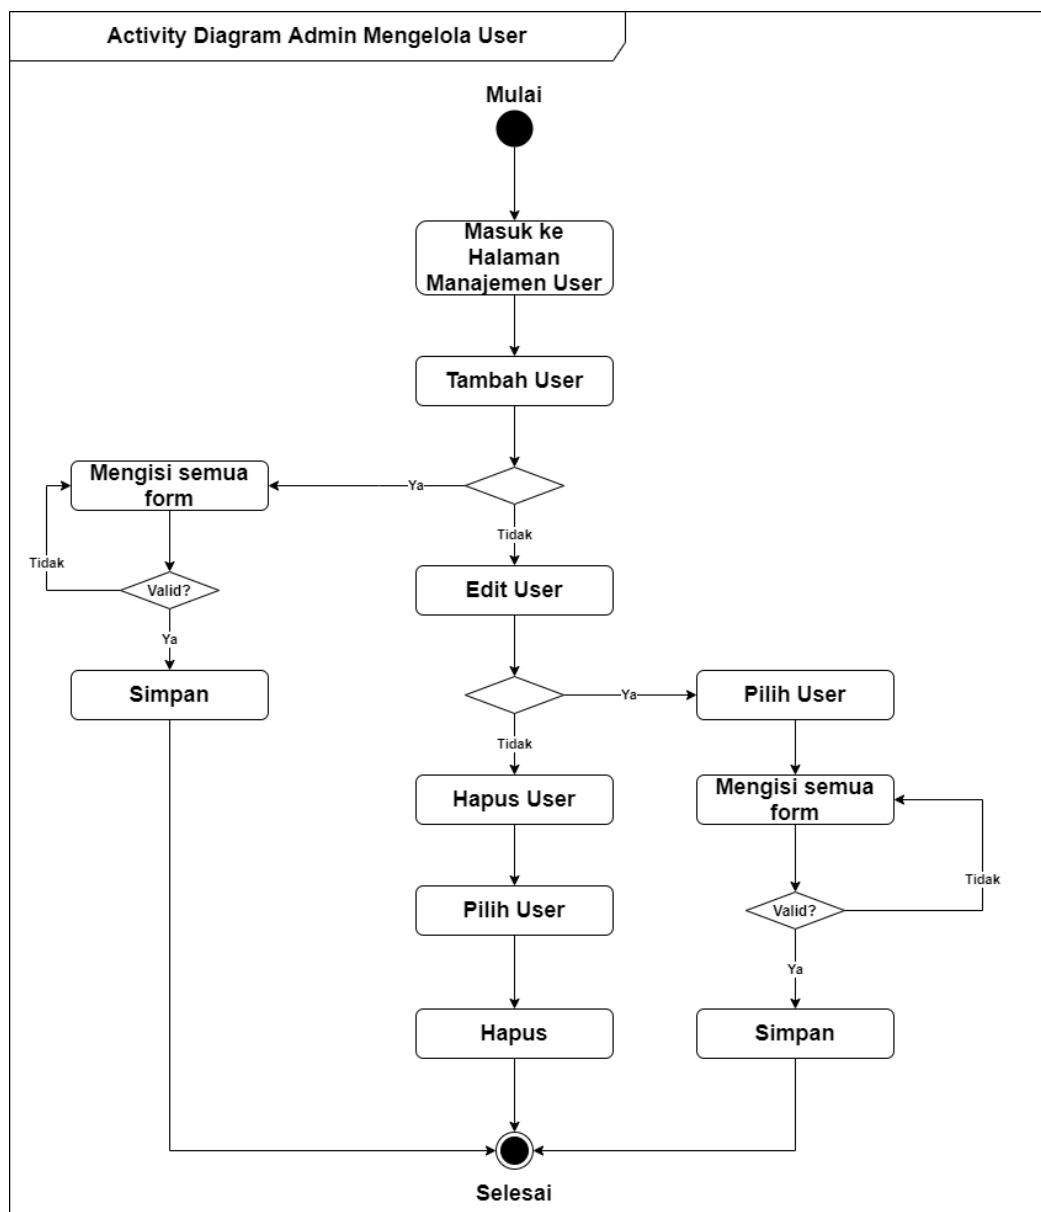 Activity Diagram Admin Mengelola User
Mulai
Masuk ke
Halaman
Manajemen User
Tambah User
Ya
Tidak
Mengisi semua
form
Tidak
Valid?
Ya
Simpan
Edit User
Ya
Tidak
Pilih User
Mengisi semua
form
Tidak
Valid?
Ya
Simpan
Hapus User
Pilih User
Hapus
Selesai